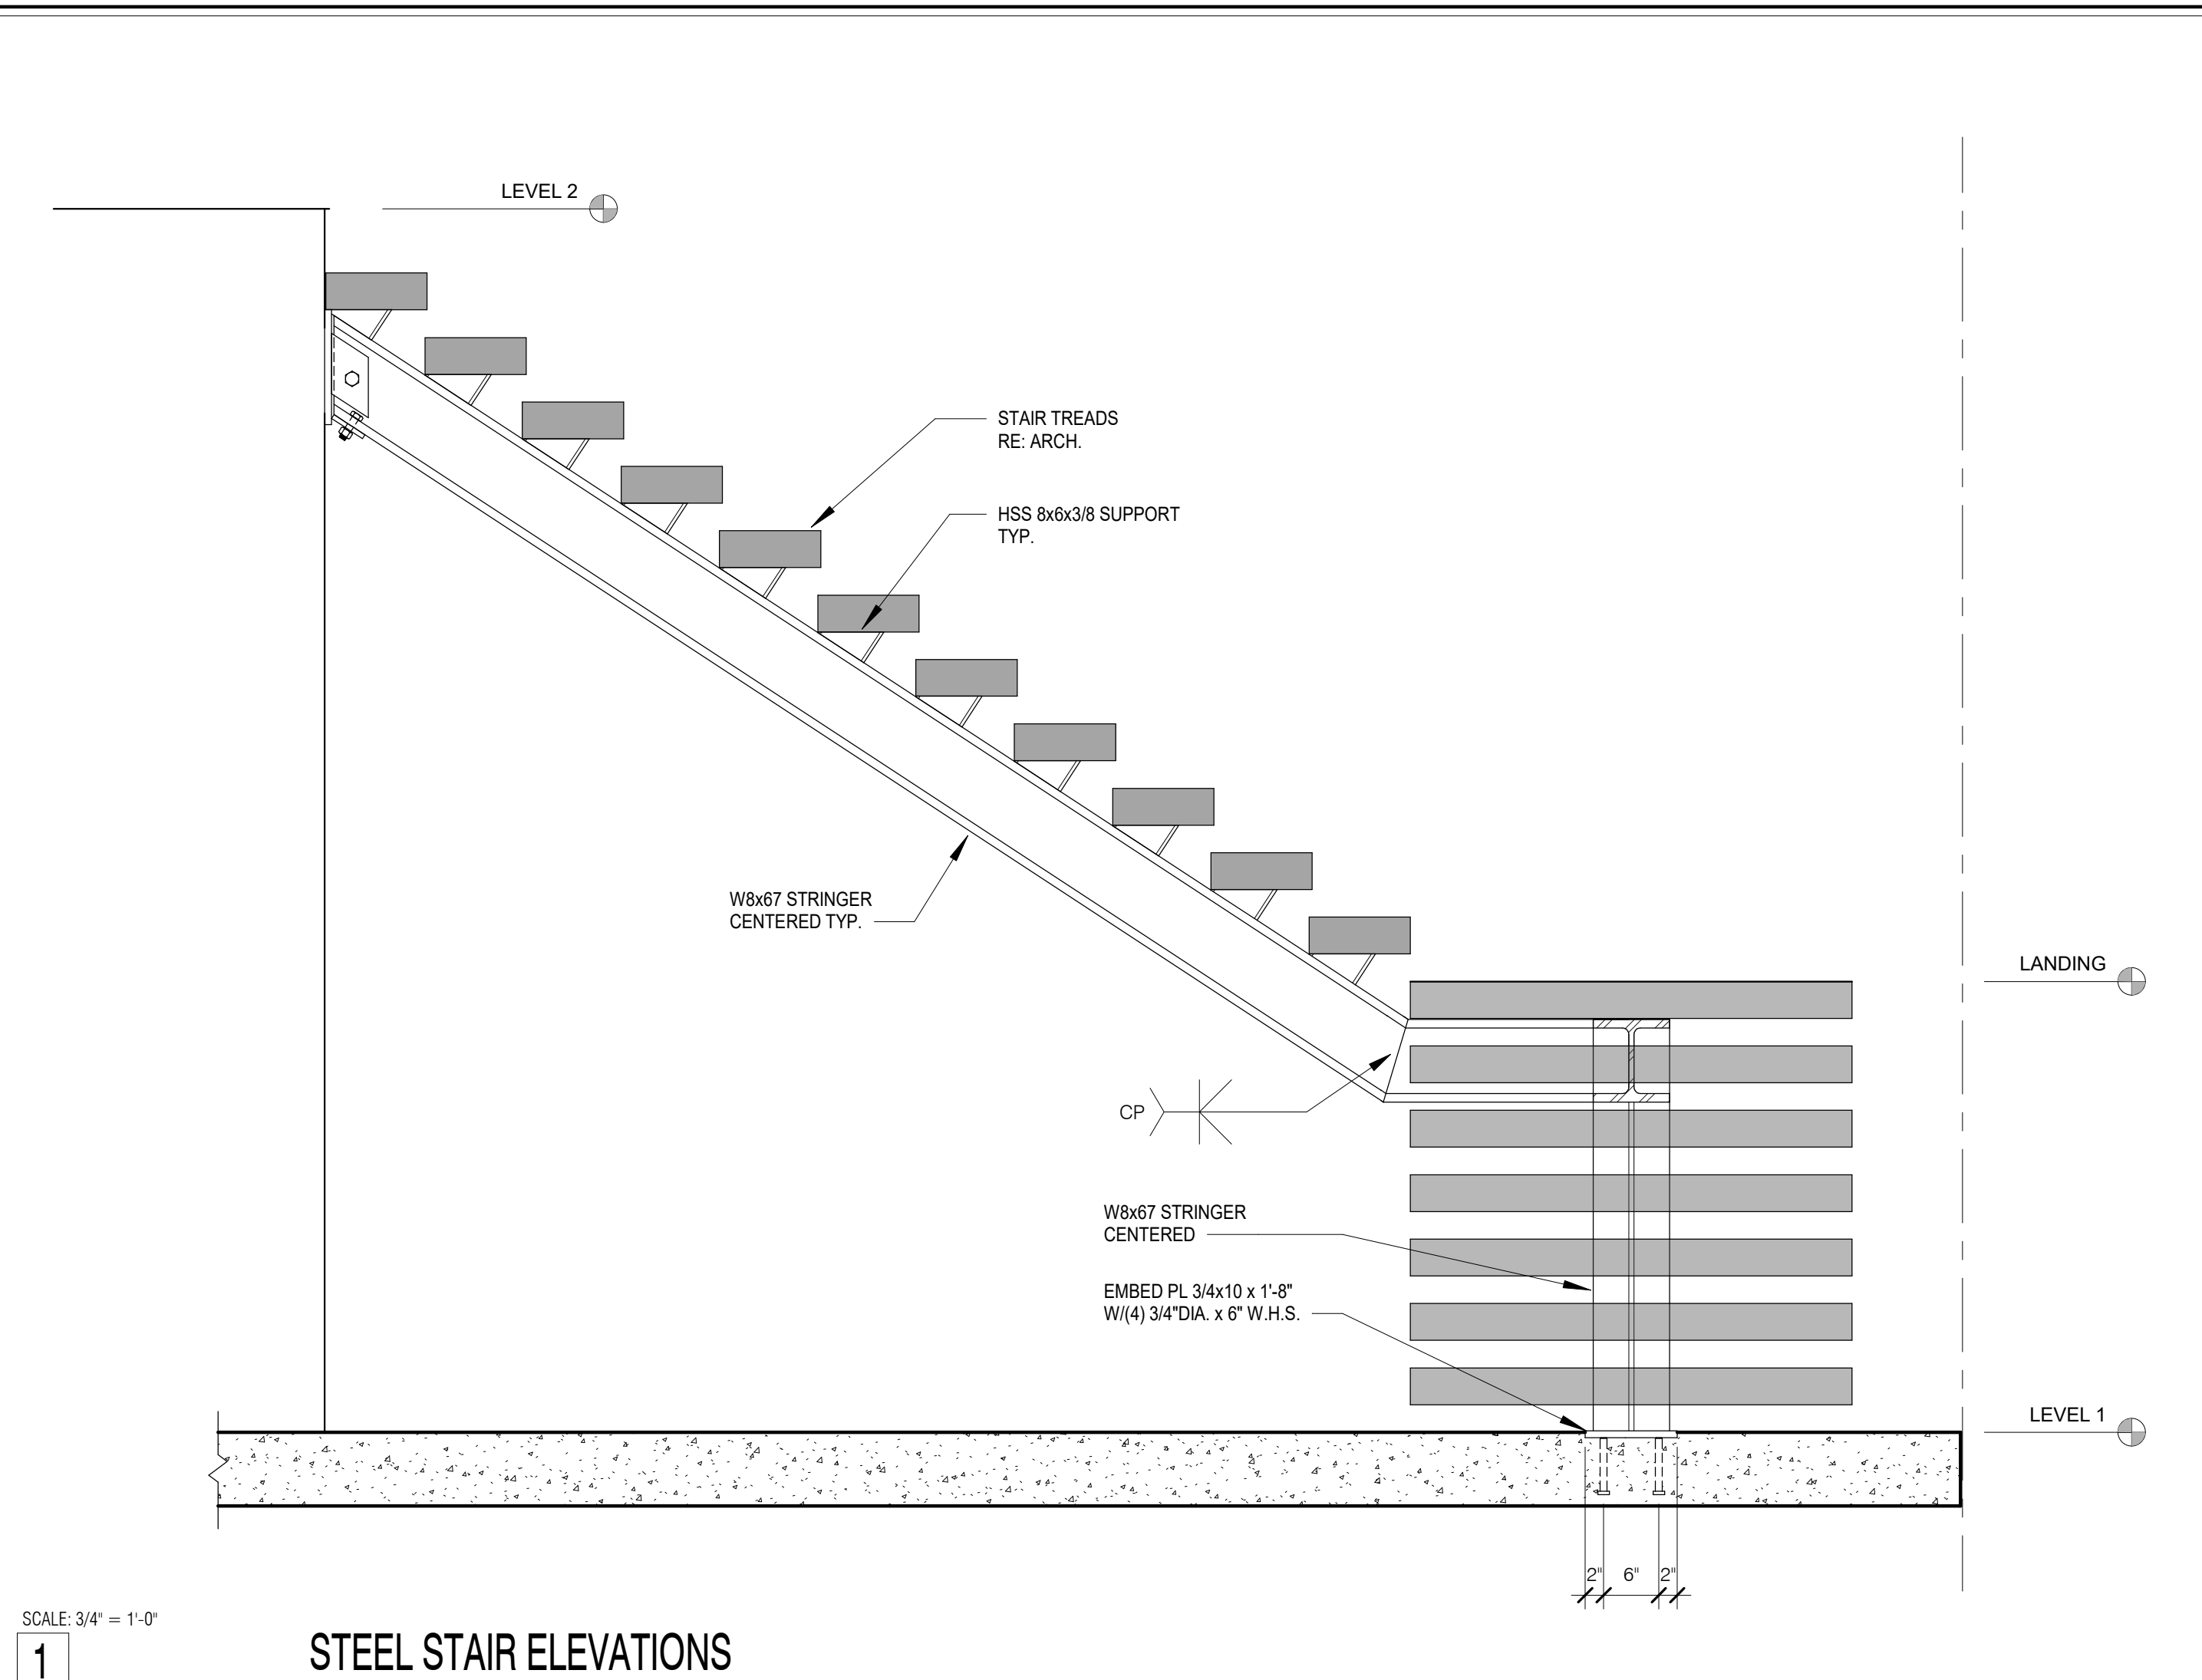 LEVEL 2
STAIR TREADS
RE: ARCH.
HSS 8x6x3/8 SUPPORT
TYP.
W8x67 STRINGER
CENTERED TYP.
LANDING
CP
W8x67 STRINGER
CENTERED
EMBED PL 3/4x10 x 1'-8"
W/(4) 3/4"DIA. x 6" W.H.S.
LEVEL 1
2" 6" 2"
SCALE: 3/4" = 1'-0"
1
STEEL STAIR ELEVATIONS